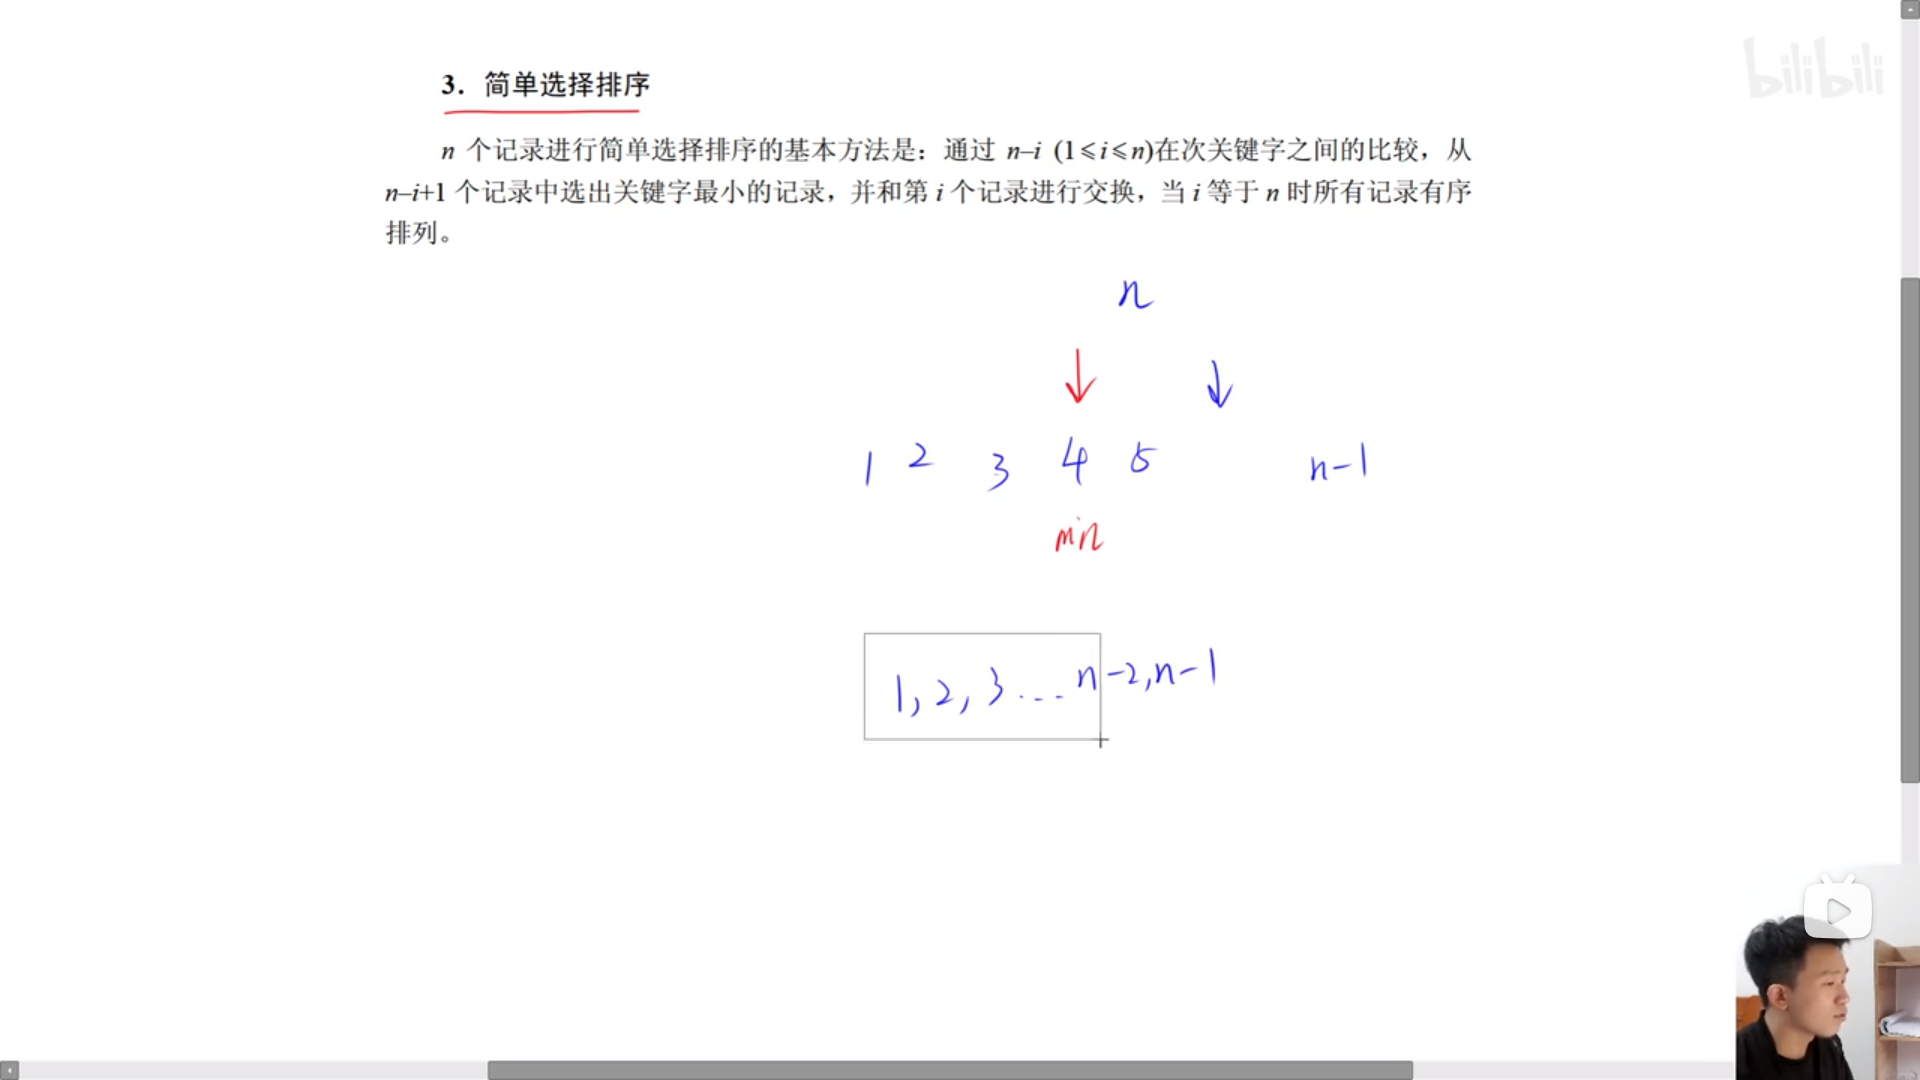 bilibili
3. 简单选择排序
n 个记录进行简单选择排序的基本方法是：通过 n–i (1⩽i⩽n)在次关键字之间的比较，从
n–i+1 个记录中选出关键字最小的记录，并和第 i 个记录进行交换，当 i 等于 n 时所有记录有序
排列。
n
1 2 3 4 5 n-1
min
1, 2, 3 ... n-2, n-1